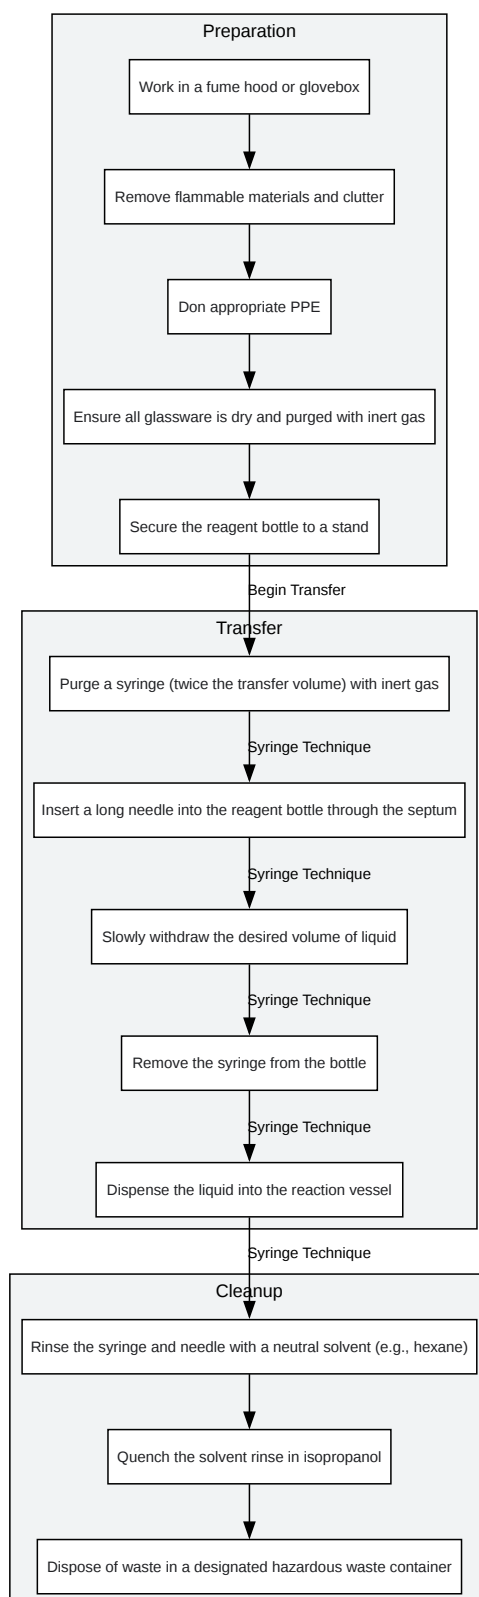 Preparation
Work in a fume hood or glovebox
Remove flammable materials and clutter
Don appropriate PPE
Ensure all glassware is dry and purged with inert gas
Secure the reagent bottle to a stand
Begin Transfer
Transfer
Purge a syringe (twice the transfer volume) with inert gas
Syringe Technique
Insert a long needle into the reagent bottle through the septum
Syringe Technique
Slowly withdraw the desired volume of liquid
Syringe Technique
Remove the syringe from the bottle
Syringe Technique
Dispense the liquid into the reaction vessel
Syringe Technique
Cleanup
Rinse the syringe and needle with a neutral solvent (e.g., hexane)
Quench the solvent rinse in isopropanol
Dispose of waste in a designated hazardous waste container